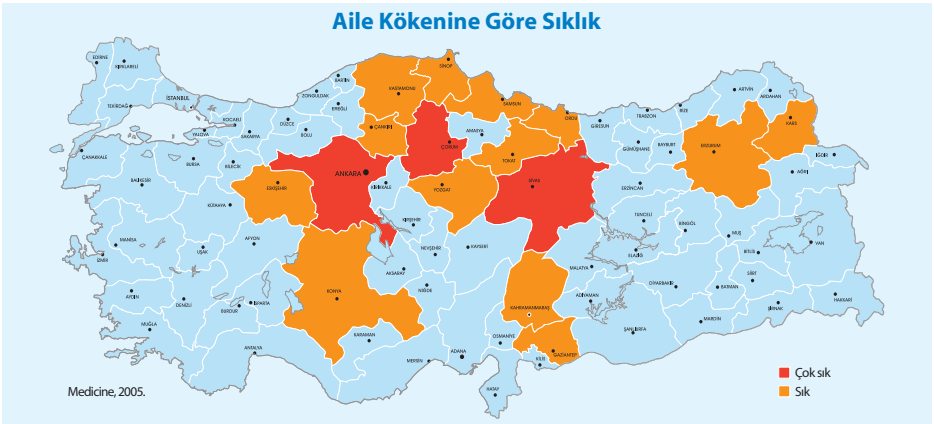 Aile Kökenine Göre Sıklık
EDİRNE
KIRKLARELİ
TEKİRDAĞ
İSTANBUL
KOCAELİ
YALOVA
SAKARYA
DÜZCE
BOLU
ZONGULDAK
EREĞLİ
BARTIN
KASTAMONU
SİNOP
SAMSUN
ORDU
GİRESUN
TRABZON
RİZE
ARTVİN
ARDAHAN
KARS
IĞDIR
AĞRI
ERZURUM
BAYBURT
GÜMÜŞHANE
ERZİNCAN
ÇANKIRI
ÇORUM
AMASYA
TOKAT
SİVAS
YOZGAT
ANKARA
KIRIKKALE
KIRŞEHİR
ESKİŞEHİR
BİLECİK
BURSA
ÇANAKKALE
BALIKESİR
KÜTAHYA
MANİSA
İZMİR
UŞAK
AFYON
AYDIN
DENİZLİ
ISPARTA
BURDUR
MUĞLA
ANTALYA
KONYA
KARAMAN
AKSARAY
NEVŞEHİR
NİĞDE
KAYSERİ
MERSİN
ADANA
OSMANİYE
HATAY
KİLİS
GAZİANTEP
KAHRAMANMARAŞ
ADIYAMAN
MALATYA
ELAZIĞ
TUNCELİ
BİNGÖL
MUŞ
BİTLİS
VAN
DİYARBAKIR
BATMAN
SİİRT
ŞIRNAK
HAKKARİ
MARDİN
ŞANLIURFA
Çok sık
Sık
Medicine, 2005.